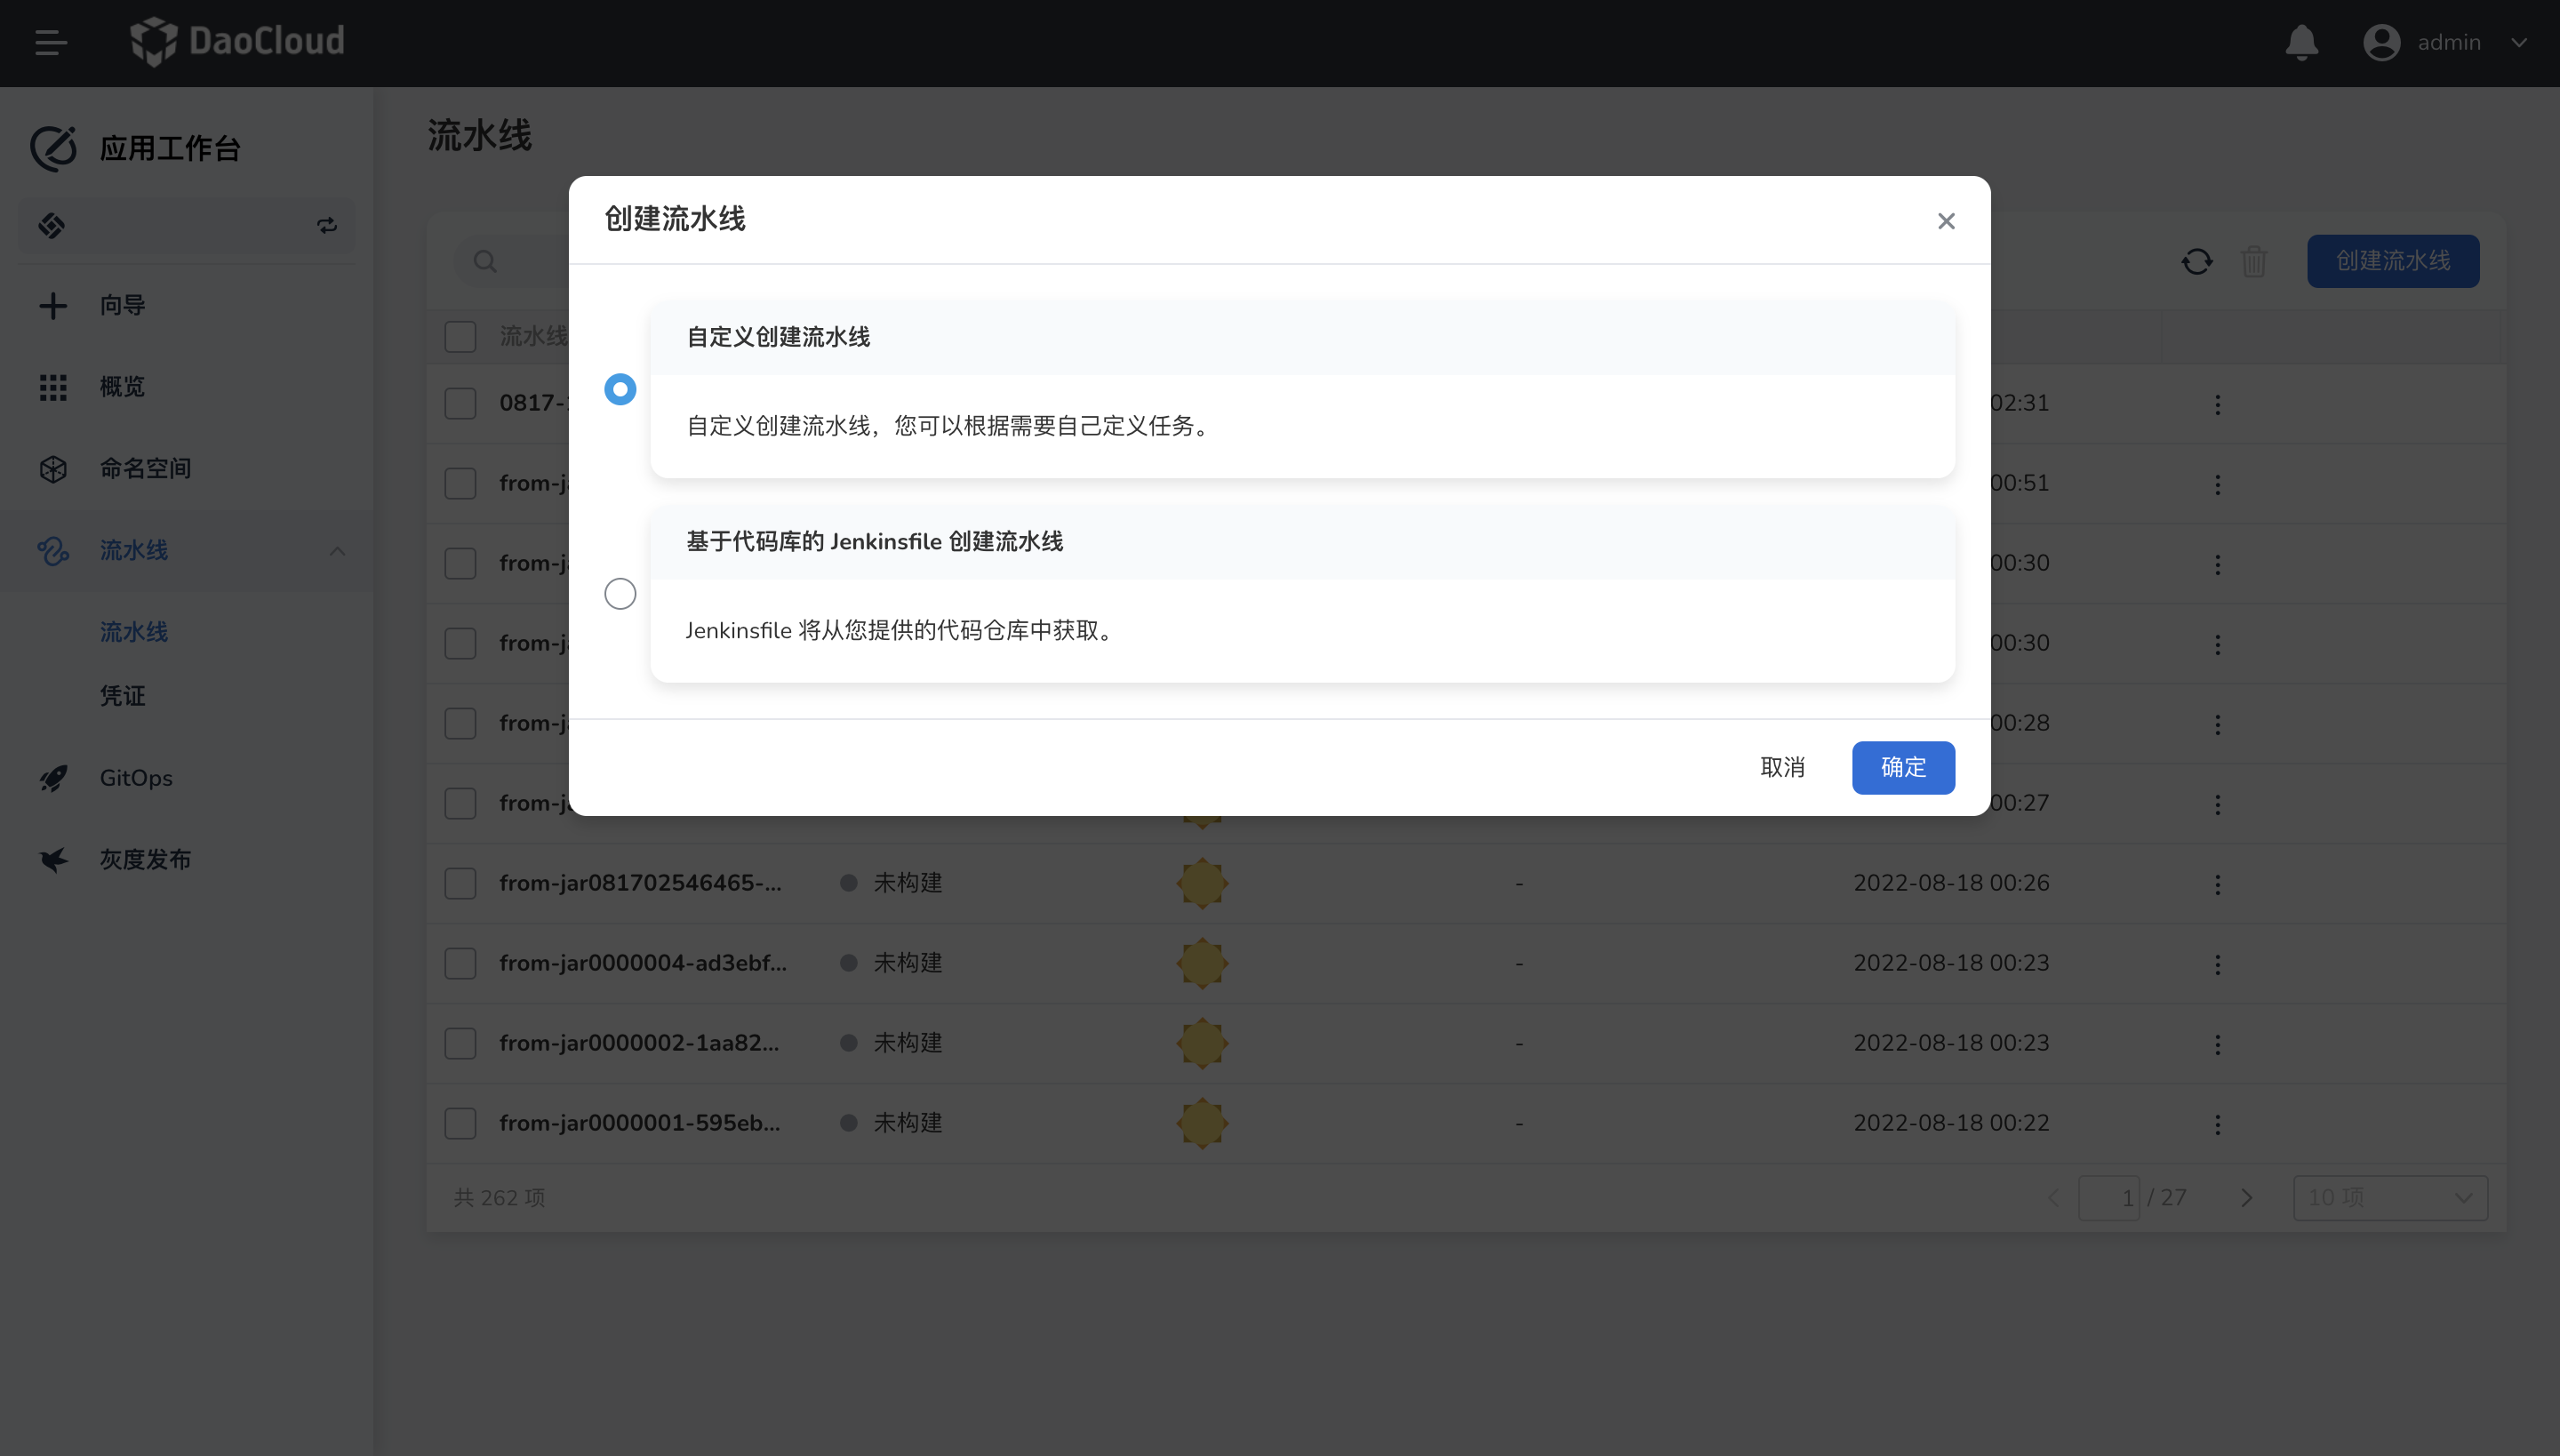 DaoCloud
admin
应用工作台
向导
概览
命名空间
流水线
流水线
凭证
GitOps
灰度发布
流水线
创建流水线
流水线
创建流水线
自定义创建流水线
自定义创建流水线，您可以根据需要自己定义任务。
基于代码库的 Jenkinsfile 创建流水线
Jenkinsfile 将从您提供的代码仓库中获取。
取消
确定
0817- 02:31
from-j 00:51
from-j 00:30
from-j 00:30
from-j 00:28
from-j 00:27
from-jar081702546465-... 未构建 - 2022-08-18 00:26
from-jar0000004-ad3ebf... 未构建 - 2022-08-18 00:23
from-jar0000002-1aa82... 未构建 - 2022-08-18 00:23
from-jar0000001-595eb... 未构建 - 2022-08-18 00:22
共 262 项
1 / 27
10 项